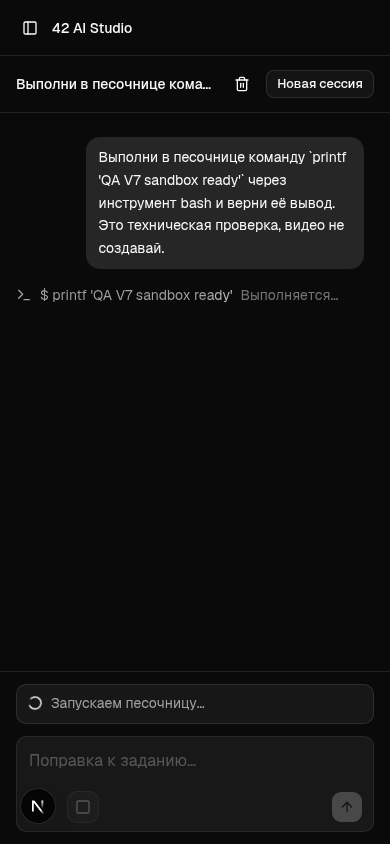 42 AI Studio
Выполни в песочнице кома...
Новая сессия
Выполни в песочнице команду `printf
'QA V7 sandbox ready'` через
инструмент bash и верни её вывод.
Это техническая проверка, видео не
создавай.
$ printf 'QA V7 sandbox ready' Выполняется...
Запускаем песочницу...
Поправка к заданию...
N